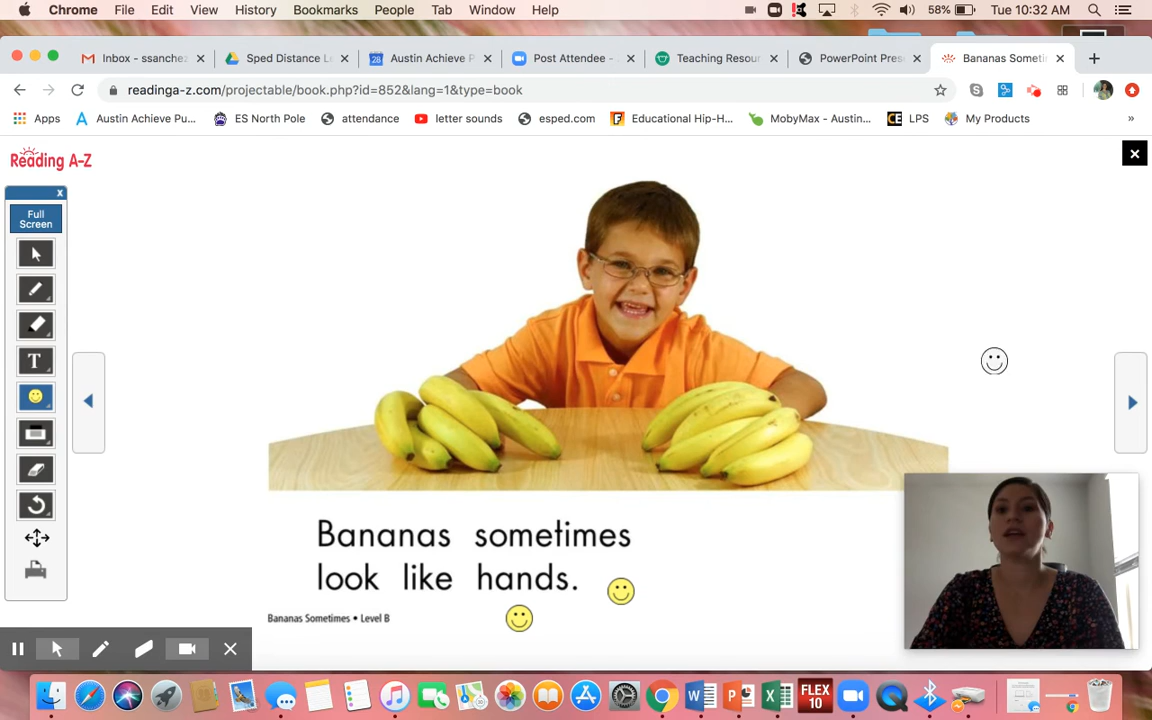 Chrome File Edit View History Bookmarks People Tab Window Help 58% Tue 10:32 AM
Inbox - ssanchez Sped Distance Le Austin Achieve P Post Attendee - Teaching Resour PowerPoint Pres Bananas Someti
readinga-z.com/projectable/book.php?id=852&lang=1&type=book
Apps Austin Achieve Pu... ES North Pole attendance letter sounds esped.com Educational Hip-H... MobyMax - Austin... LPS My Products »
Reading A-Z
x
Full
Screen
T
Bananas sometimes
look like hands.
Bananas Sometimes • Level B
FLEX
10